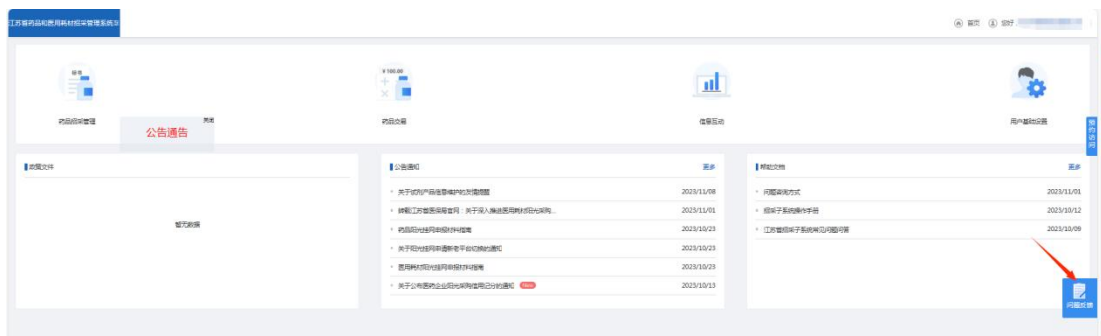 江苏省药品和医用耗材招采管理系统
首页 您好,
标书
¥100.00
药品招采管理
药品交易
信息互动
用户基础设置
关闭
公告通告
预约访问
政策文件
暂无数据
公告通知 更多
关于试剂产品信息维护的友情提醒 2023/11/08
转载江苏省医保局官网:关于深入推进医用耗材阳光采购... 2023/11/01
药品阳光挂网申报材料指南 2023/10/23
关于阳光挂网申请新老平台切换的通知 2023/10/23
医用耗材阳光挂网申报材料指南 2023/10/23
关于公布医药企业阳光采购信用记分的通知 2023/10/13
帮助文档 更多
问题咨询方式 2023/11/01
招采子系统操作手册 2023/10/12
江苏省招采子系统常见问题问答 2023/10/09
问题反馈